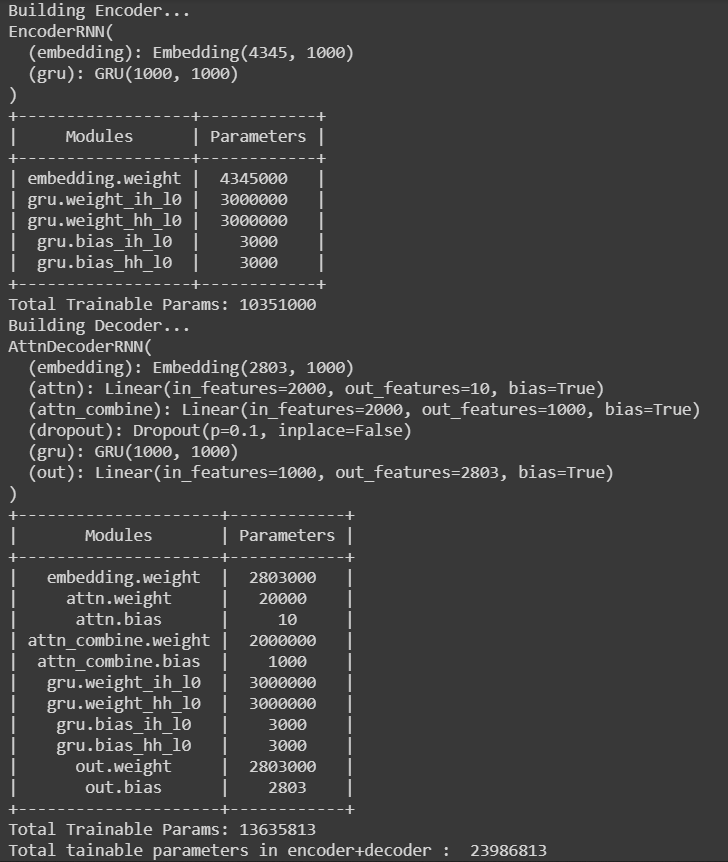 Building Encoder...
EncoderRNN(
  (embedding): Embedding(4345, 1000)
  (gru): GRU(1000, 1000)
)
+------------------+------------+
|     Modules      | Parameters |
+------------------+------------+
| embedding.weight |  4345000   |
| gru.weight_ih_l0 |  3000000   |
| gru.weight_hh_l0 |  3000000   |
|  gru.bias_ih_l0  |    3000    |
|  gru.bias_hh_l0  |    3000    |
+------------------+------------+
Total Trainable Params: 10351000
Building Decoder...
AttnDecoderRNN(
  (embedding): Embedding(2803, 1000)
  (attn): Linear(in_features=2000, out_features=10, bias=True)
  (attn_combine): Linear(in_features=2000, out_features=1000, bias=True)
  (dropout): Dropout(p=0.1, inplace=False)
  (gru): GRU(1000, 1000)
  (out): Linear(in_features=1000, out_features=2803, bias=True)
)
+---------------------+------------+
|       Modules       | Parameters |
+---------------------+------------+
|   embedding.weight  |  2803000   |
|     attn.weight     |   20000    |
|      attn.bias      |     10     |
| attn_combine.weight |  2000000   |
|  attn_combine.bias  |    1000    |
|   gru.weight_ih_l0  |  3000000   |
|   gru.weight_hh_l0  |  3000000   |
|    gru.bias_ih_l0   |    3000    |
|    gru.bias_hh_l0   |    3000    |
|      out.weight     |  2803000   |
|       out.bias      |    2803    |
+---------------------+------------+
Total Trainable Params: 13635813
Total tainable parameters in encoder+decoder :  23986813